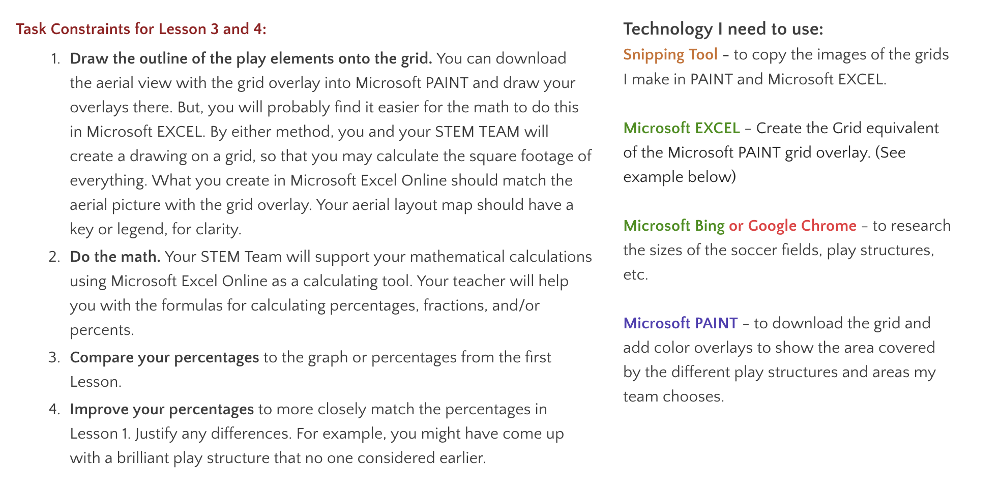 Task Constraints for Lesson 3 and 4:
1. Draw the outline of the play elements onto the grid. You can download
the aerial view with the grid overlay into Microsoft PAINT and draw your
overlays there. But, you will probably find it easier for the math to do this
in Microsoft EXCEL. By either method, you and your STEM TEAM will
create a drawing on a grid, so that you may calculate the square footage of
everything. What you create in Microsoft Excel Online should match the
aerial picture with the grid overlay. Your aerial layout map should have a
key or legend, for clarity.
2. Do the math. Your STEM Team will support your mathematical calculations
using Microsoft Excel Online as a calculating tool. Your teacher will help
you with the formulas for calculating percentages, fractions, and/or
percents.
3. Compare your percentages to the graph or percentages from the first
Lesson.
4. Improve your percentages to more closely match the percentages in
Lesson 1. Justify any differences. For example, you might have come up
with a brilliant play structure that no one considered earlier.
Technology I need to use:
Snipping Tool – to copy the images of the grids
I make in PAINT and Microsoft EXCEL.
Microsoft EXCEL – Create the Grid equivalent
of the Microsoft PAINT grid overlay. (See
example below)
Microsoft Bing or Google Chrome – to research
the sizes of the soccer fields, play structures,
etc.
Microsoft PAINT – to download the grid and
add color overlays to show the area covered
by the different play structures and areas my
team chooses.